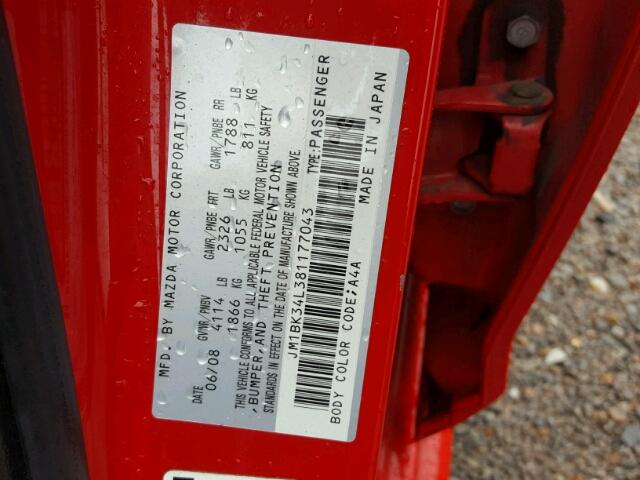 MFD. BY MAZDA MOTOR CORPORATION
DATE GVWR/PNBV GAWR/PNBE FRT GAWR/PNBE RR
06/08 4114 LB 2326 LB 1788 LB
1866 KG 1055 KG 811 KG
THIS VEHICLE CONFORMS TO ALL APPLICABLE FEDERAL MOTOR VEHICLE SAFETY
,BUMPER,AND THEFT PREVENTION
STANDARDS IN EFFECT ON THE DATE OF MANUFACTURE SHOWN ABOVE.
JM1BK34L381177043 TYPE:PASSENGER
BODY COLOR CODE;A4A MADE IN JAPAN